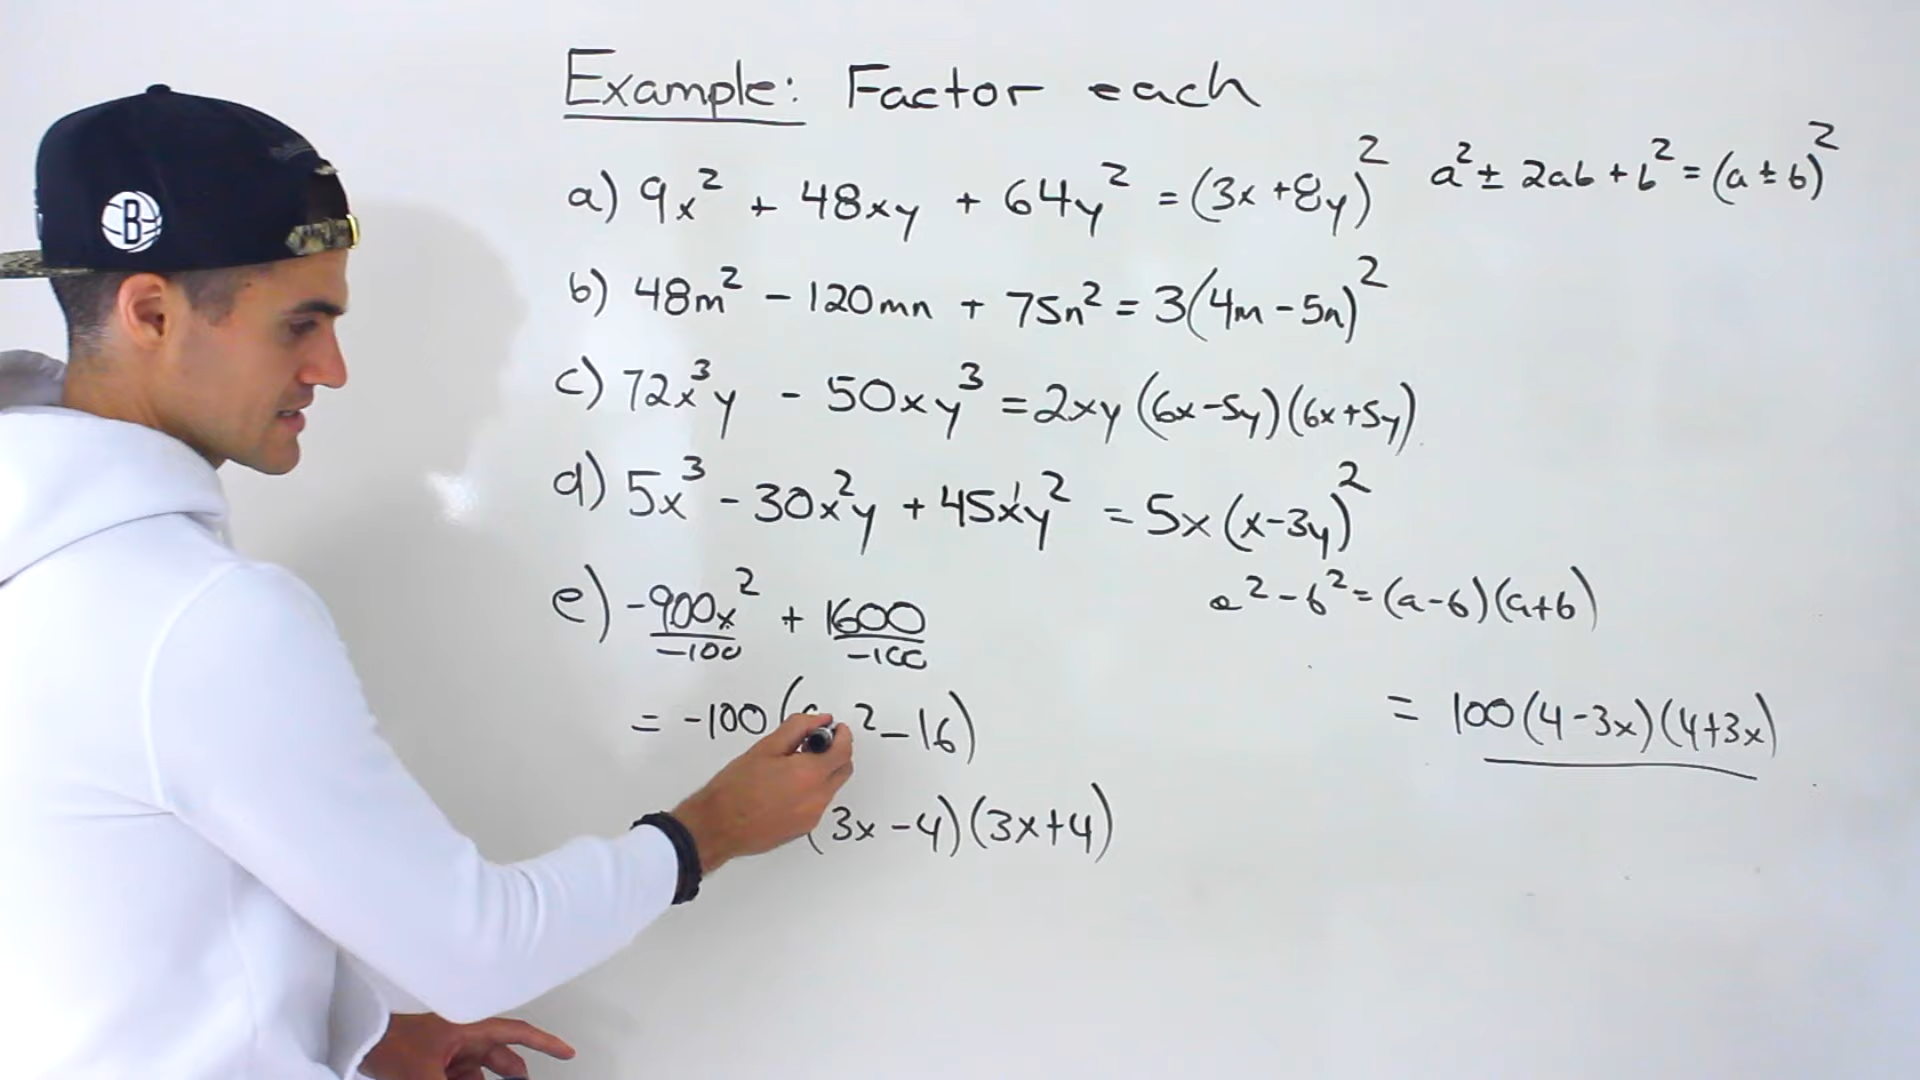 Example: Factor each
a) 9x² + 48xy + 64y² = (3x + 8y)²
a² ± 2ab + b² = (a ± b)²
b) 48m² - 120mn + 75n² = 3(4m - 5n)²
c) 72x³y - 50xy³ = 2xy(6x-5y)(6x+5y)
d) 5x³ - 30x²y + 45x¹y² = 5x(x-3y)²
e) -900x² + 1600
-100 -100
a² - b² = (a-b)(a+b)
= -100( ² - 16)
= 100(4-3x)(4+3x)
(3x-4)(3x+4)
B